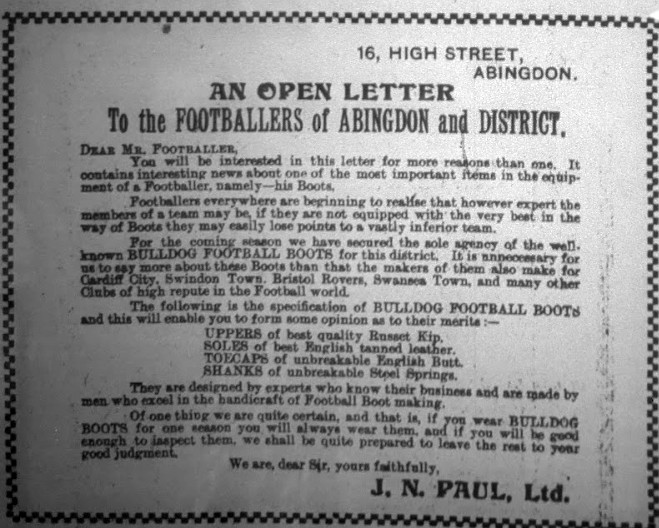 16, HIGH STREET,
ABINGDON.
AN OPEN LETTER
To the FOOTBALLERS of ABINGDON and DISTRICT.
DEAR MR. FOOTBALLER,
You will be interested in this letter for more reasons than one. It
contains interesting news about one of the most important items in the equip-
ment of a Footballer, namely—his Boots.
Footballers everywhere are beginning to realise that however expert the
members of a team may be, if they are not equipped with the very best in the
way of Boots they may easily lose points to a vastly inferior team.
For the coming season we have secured the sole agency of the well-
known BULLDOG FOOTBALL BOOTS for this district. It is unnecessary for
us to say more about these Boots than that the makers of them also make for
Cardiff City, Swindon Town, Bristol Rovers, Swansea Town, and many other
Clubs of high repute in the Football world.
The following is the specification of BULLDOG FOOTBALL BOOTS
and this will enable you to form some opinion as to their merits :—
UPPERS of best quality Russet Kip.
SOLES of best English tanned leather.
TOECAPS of unbreakable English Butt.
SHANKS of unbreakable Steel Springs.
They are designed by experts who know their business and are made by
men who excel in the handicraft of Football Boot making.
Of one thing we are quite certain, and that is, if you wear BULLDOG
BOOTS for one season you will always wear them, and if you will be good
enough to inspect them, we shall be quite prepared to leave the rest to your
good judgment.
We are, dear Sir, yours faithfully,
J. N. PAUL, Ltd.